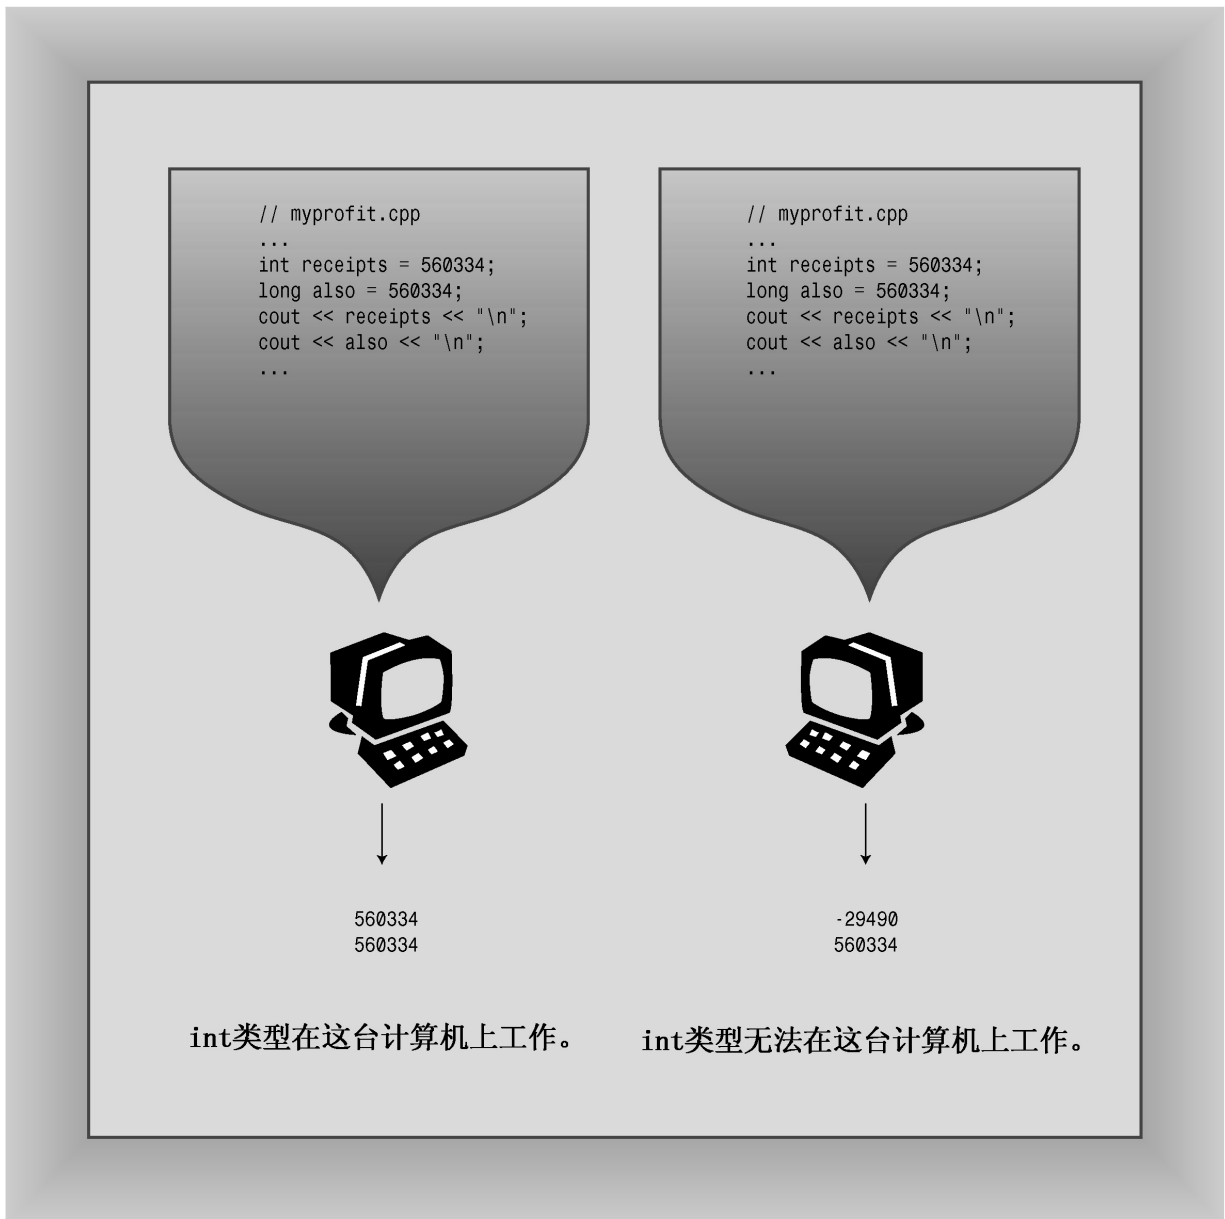 // myprofit.cpp
...
int receipts = 560334;
long also = 560334;
cout << receipts << "\n";
cout << also << "\n";
...
// myprofit.cpp
...
int receipts = 560334;
long also = 560334;
cout << receipts << "\n";
cout << also << "\n";
...
560334
560334
int类型在这台计算机上工作。
-29490
560334
int类型无法在这台计算机上工作。